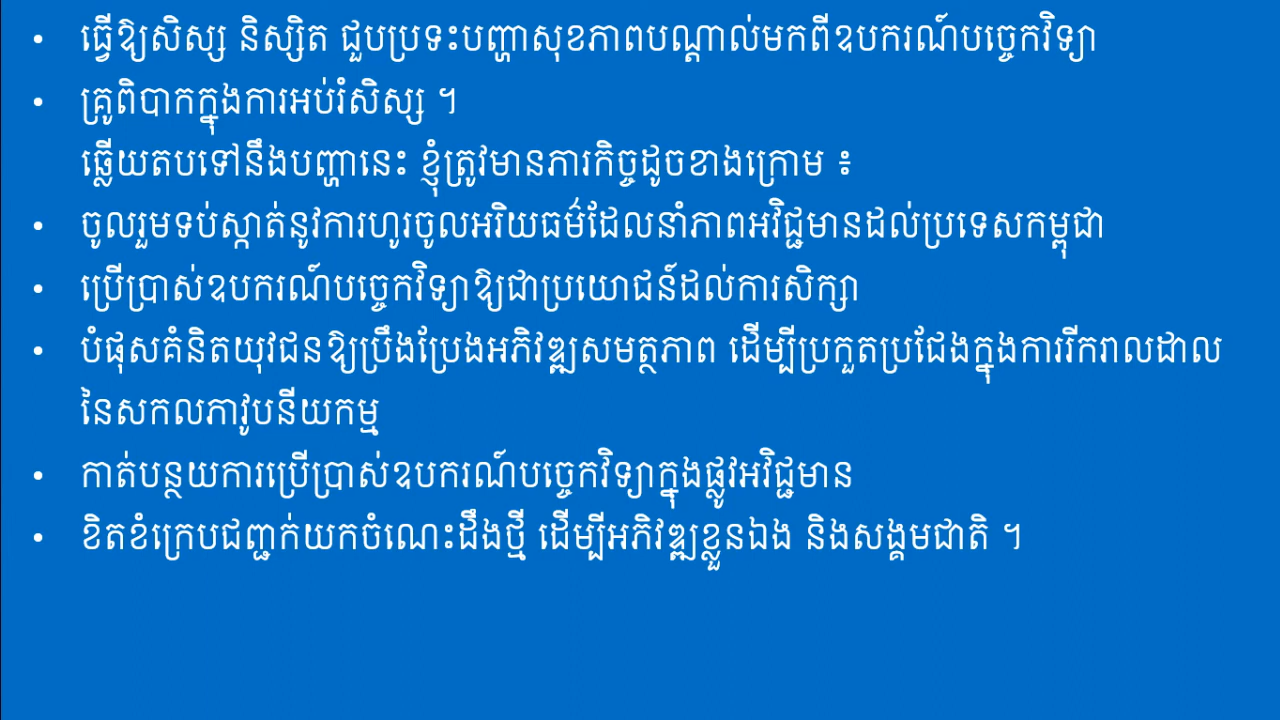 • ធ្វើឱ្យសិស្ស និស្សិត ជួបប្រទះបញ្ហាសុខភាពបណ្តាល់មកពីឧបករណ៍បច្ចេកវិទ្យា
• គ្រូពិបាកក្នុងការអប់រំសិស្ស ។
ឆ្លើយតបទៅនឹងបញ្ហានេះ ខ្ញុំត្រូវមានភារកិច្ចដូចខាងក្រោម ៖
• ចូលរួមទប់ស្កាត់នូវការហូរចូលអរិយធម៌ដែលនាំភាពអវិជ្ជមានដល់ប្រទេសកម្ពុជា
• ប្រើប្រាស់ឧបករណ៍បច្ចេកវិទ្យាឱ្យជាប្រយោជន៍ដល់ការសិក្សា
• បំផុសគំនិតយុវជនឱ្យប្រឹងប្រែងអភិវឌ្ឍសមត្ថភាព ដើម្បីប្រកួតប្រជែងក្នុងការរីករាលដាល
នៃសកលភាវូបនីយកម្ម
• កាត់បន្ថយការប្រើប្រាស់ឧបករណ៍បច្ចេកវិទ្យាក្នុងផ្លូវអវិជ្ជមាន
• ខិតខំក្រេបជញ្ជក់យកចំណេះដឹងថ្មី ដើម្បីអភិវឌ្ឍខ្លួនឯង និងសង្គមជាតិ ។